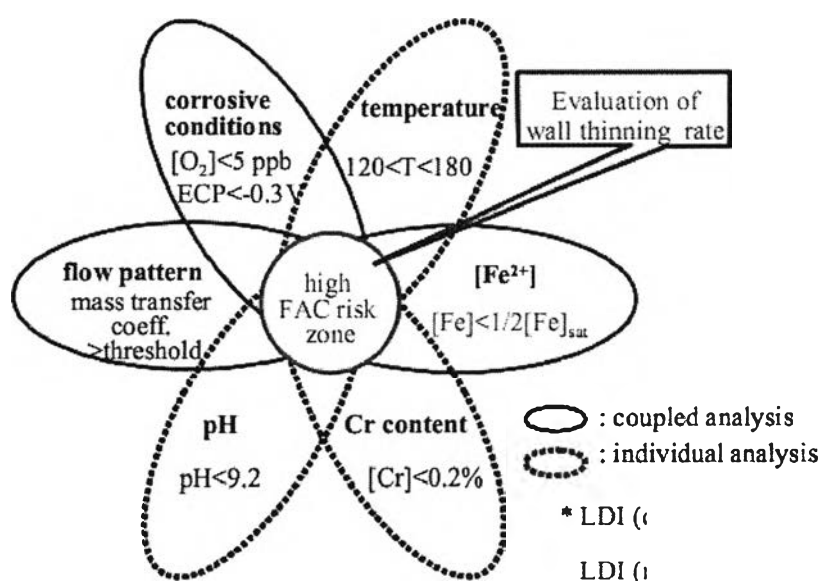 corrosive
conditions
[O₂]<5 ppb
ECP<-0.3V
temperature
120<T<180
Evaluation of
wall thinning rate
flow pattern
mass transfer
coeff.
>threshold
high
FAC risk
zone
[Fe²⁺]
[Fe]<1/2[Fe]sat
pH
pH<9.2
Cr content
[Cr]<0.2%
: coupled analysis
: individual analysis
* LDI (
LDI (